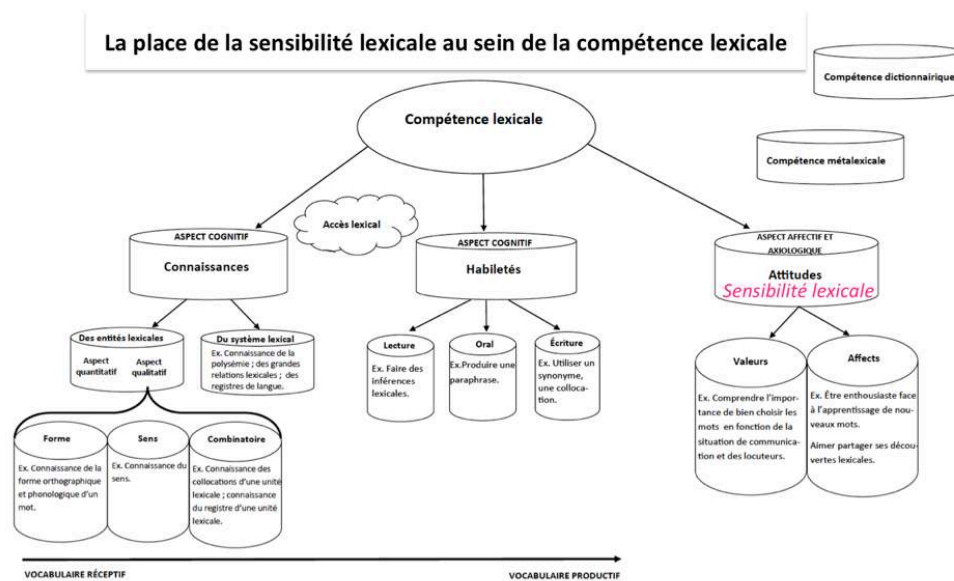 La place de la sensibilité lexicale au sein de la compétence lexicale
Compétence dictionnairique
Compétence lexicale
Compétence métalexicale
Accès lexical
ASPECT COGNITIF
Connaissances
ASPECT COGNITIF
Habiletés
ASPECT AFFECTIF ET
AXIOLOGIQUE
Attitudes
Sensibilité lexicale
Des entités lexicales
Aspect
quantitatif
Aspect
qualitatif
Du système lexical
Ex. Connaissance de la
polysémie ; des grandes
relations lexicales ; des
registres de langue.
Lecture
Ex. Faire des
inférences
lexicales.
Oral
Ex.Produire une
paraphrase.
Écriture
Ex. Utiliser un
synonyme,
une colloca-
tion.
Valeurs
Ex. Comprendre l'impor-
tance de bien choisir les
mots en fonction de la
situation de communica-
tion et des locuteurs.
Affects
Ex. Être enthousiaste face
à l'apprentissage de nou-
veaux mots.
Aimer partager ses décou-
vertes lexicales.
Forme
Ex. Connaissance de la
forme orthographique
et phonologique d'un
mot.
Sens
Ex. Connaissance du
sens.
Combinatoire
Ex. Connaissance des
collocations d'une unité
lexicale ; connaissance
du registre d'une unité
lexicale.
VOCABULAIRE RÉCEPTIF
VOCABULAIRE PRODUCTIF